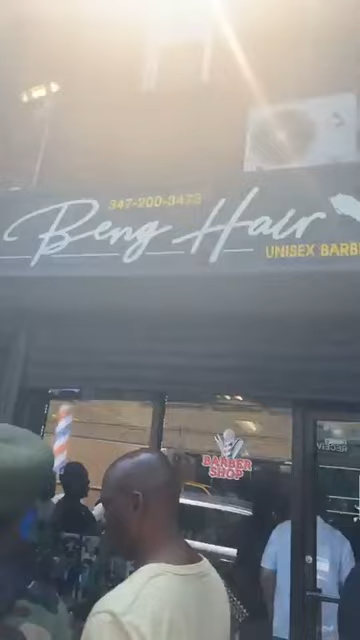 347-200-3473
Beng Hair
UNISEX BARB
BARBER
SHOP